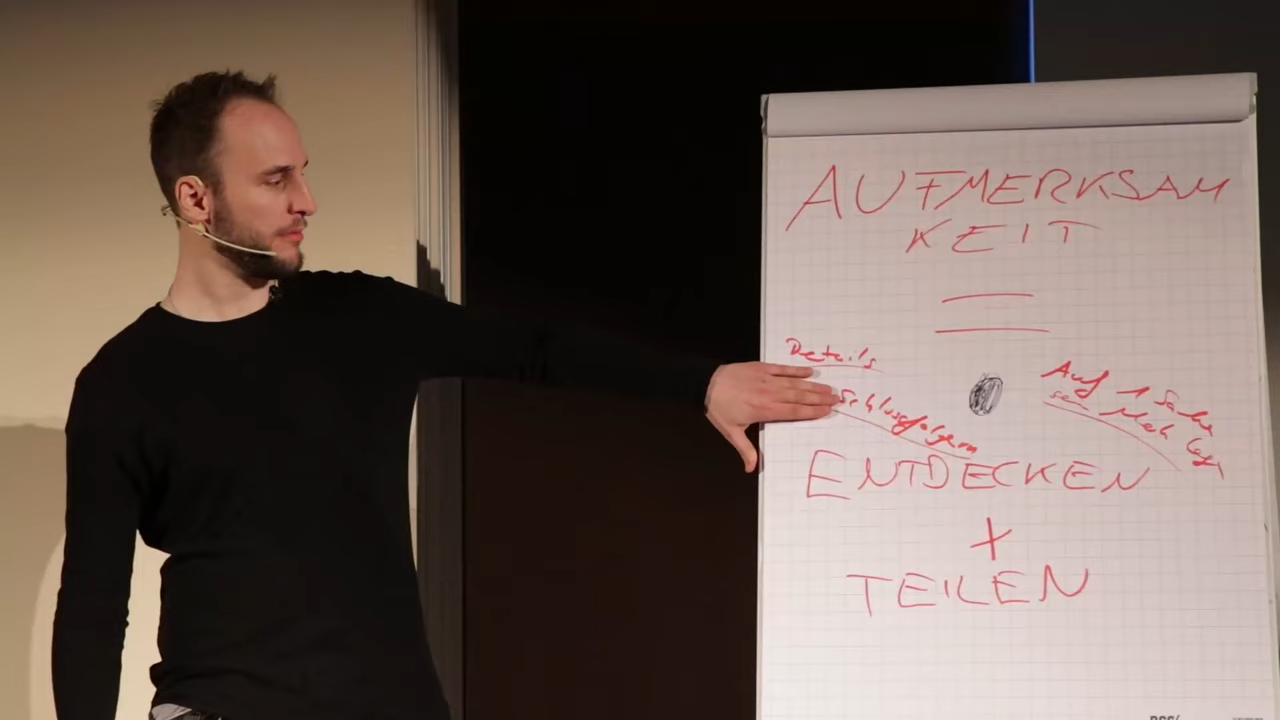 AUFMERKSAM
KEIT
=
Details
Schlussfolgern
Auf 1 Sache
ENTDECKEN
+
TEILEN